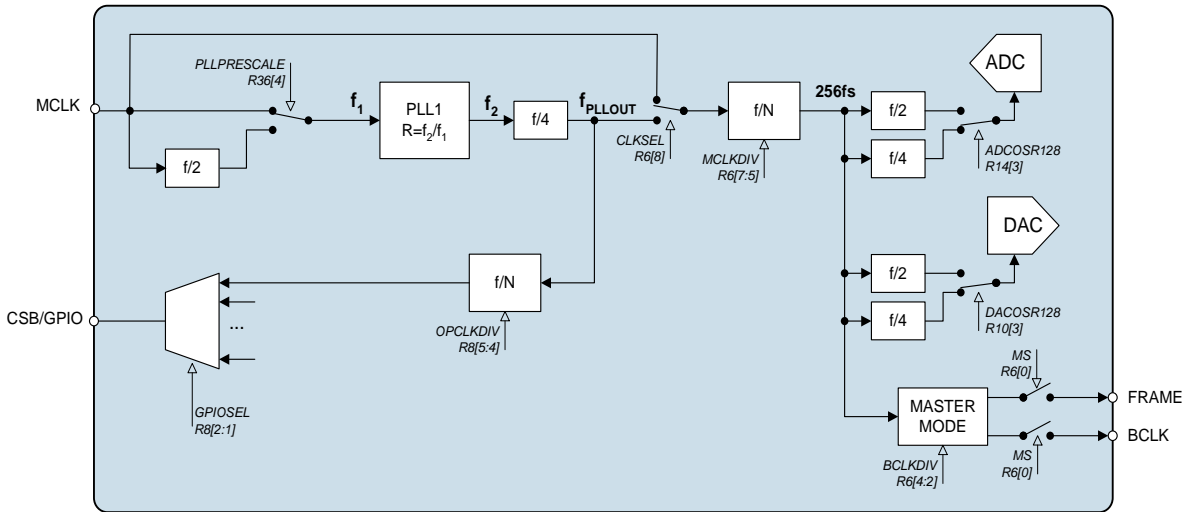 PLLPRESCALE
R36[4]
MCLK
f1
PLL1
R=f2/f1
f2
f/4
fPLLOUT
f/2
CLKSEL
R6[8]
f/N
MCLKDIV
R6[7:5]
256fs
f/2
f/4
ADC
ADCOSR128
R14[3]
DAC
f/2
f/4
DACOSR128
R10[3]
f/N
OPCLKDIV
R8[5:4]
CSB/GPIO
...
GPIOSEL
R8[2:1]
MASTER
MODE
BCLKDIV
R6[4:2]
MS
R6[0]
FRAME
BCLK
MS
R6[0]